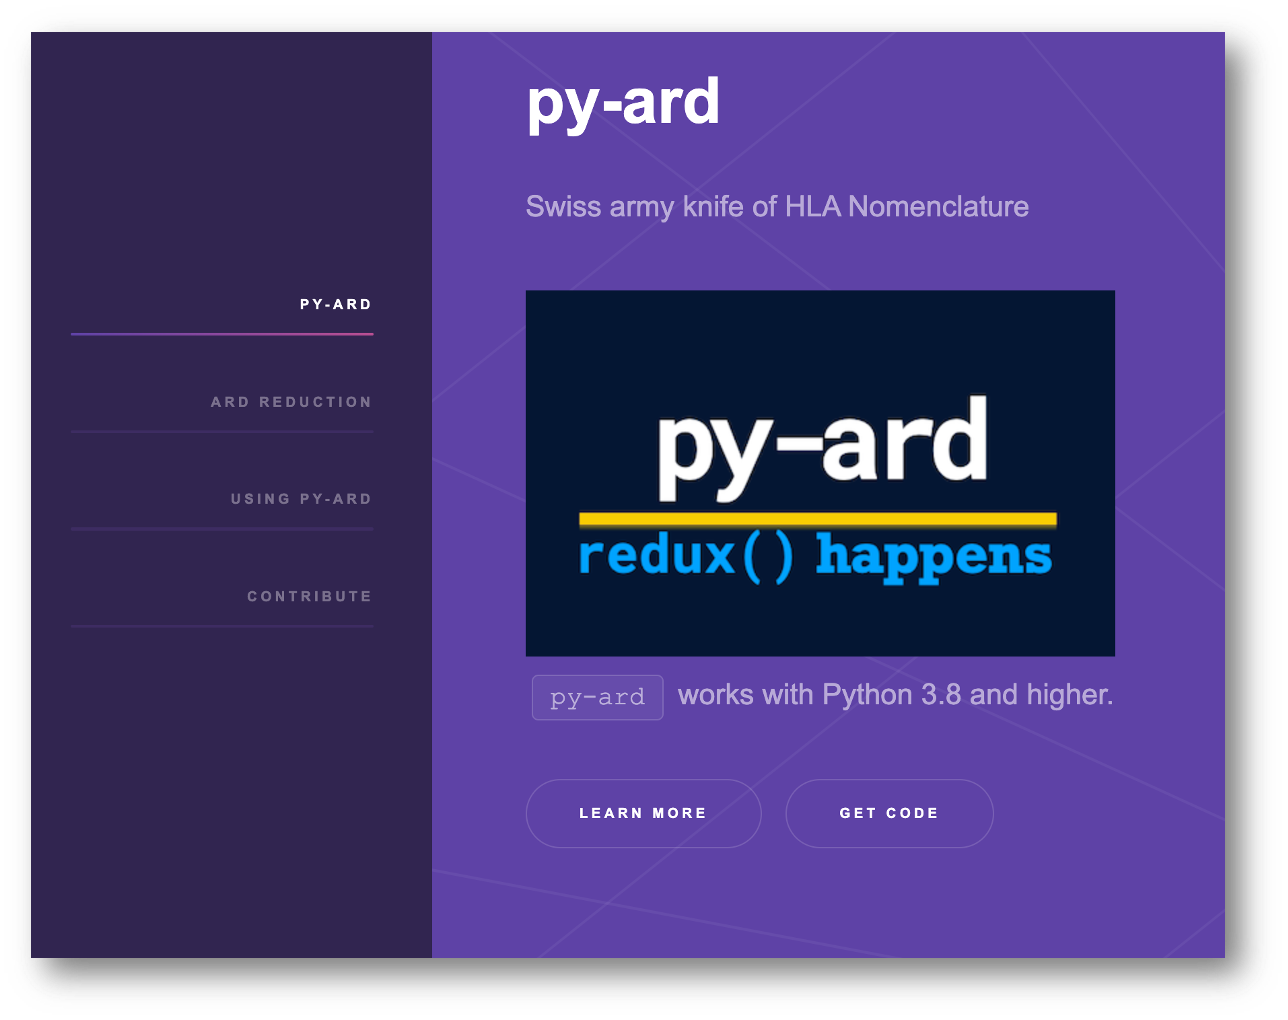 PY-ARD
ARD REDUCTION
USING PY-ARD
CONTRIBUTE
py-ard
Swiss army knife of HLA Nomenclature
py-ard
redux() happens
py-ard works with Python 3.8 and higher.
LEARN MORE
GET CODE